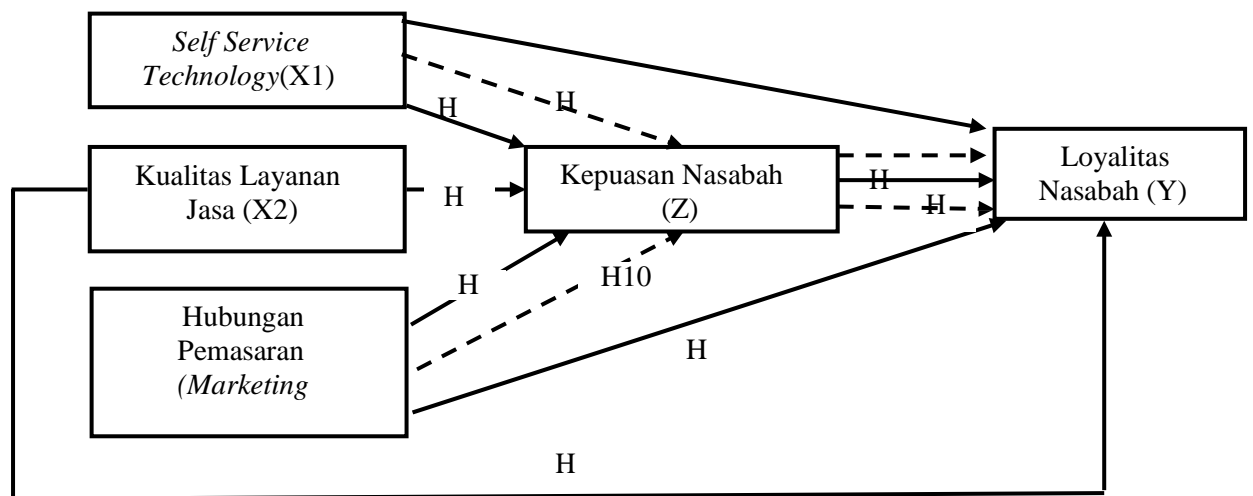 Self Service
Technology(X1)
H
H
Kualitas Layanan
Jasa (X2)
H
Kepuasan Nasabah
(Z)
H
H
Loyalitas
Nasabah (Y)
Hubungan
Pemasaran
(Marketing
H
H10
H
H